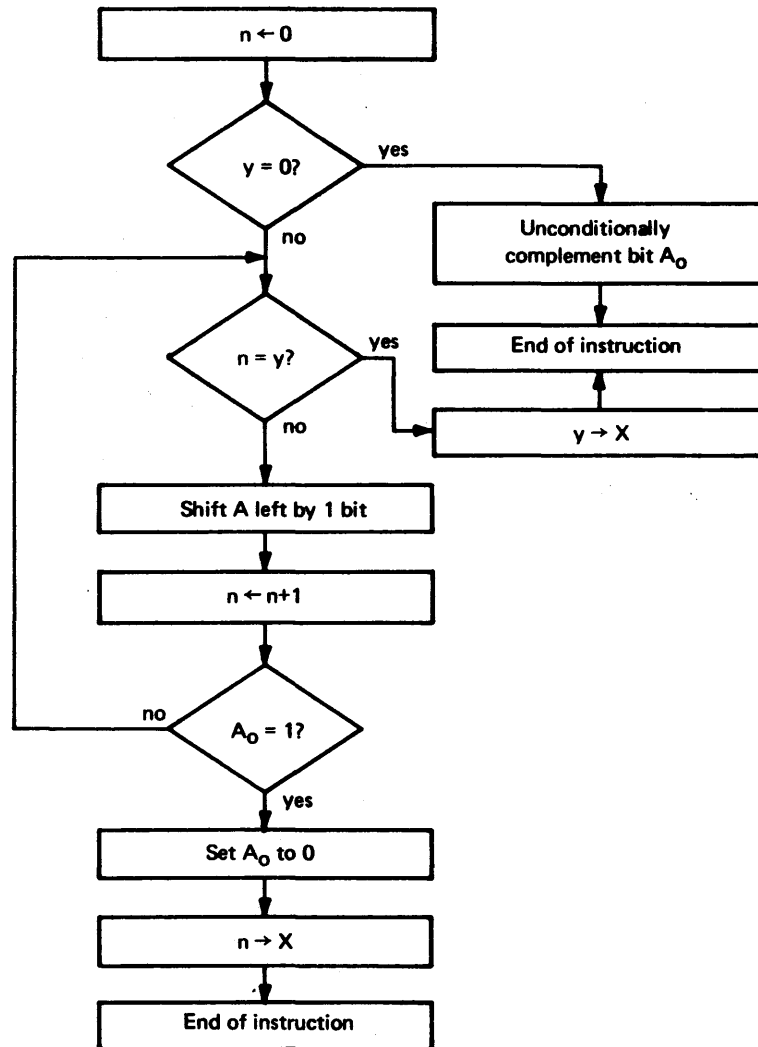 n ← 0
y = 0?
yes
no
Unconditionally
complement bit A₀
n = y?
yes
no
End of instruction
y → X
Shift A left by 1 bit
n ← n+1
A₀ = 1?
no
yes
Set A₀ to 0
n → X
End of instruction